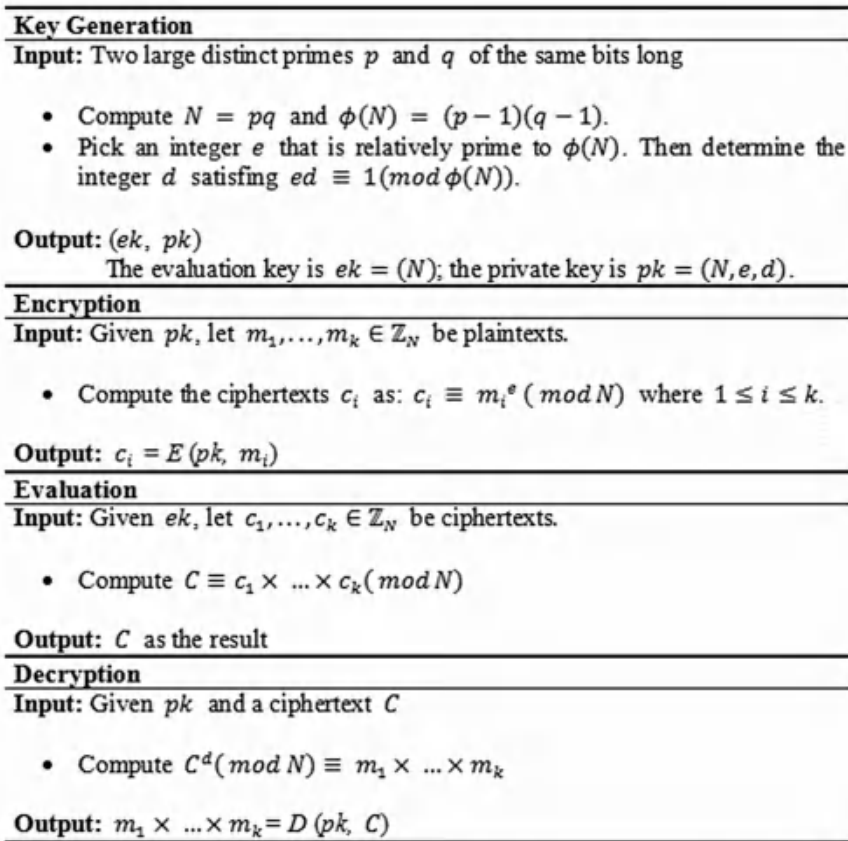 Key Generation
Input: Two large distinct primes p and q of the same bits long
• Compute N = pq and ϕ(N) = (p − 1)(q − 1).
• Pick an integer e that is relatively prime to ϕ(N). Then determine the
integer d satisfing ed ≡ 1(mod ϕ(N)).
Output: (ek, pk)
The evaluation key is ek = (N); the private key is pk = (N, e, d).
Encryption
Input: Given pk, let m₁,...,mₖ ∈ ℤ_N be plaintexts.
• Compute the ciphertexts cᵢ as: cᵢ ≡ mᵢᵉ ( mod N) where 1 ≤ i ≤ k.
Output: cᵢ = E (pk, mᵢ)
Evaluation
Input: Given ek, let c₁,...,cₖ ∈ ℤ_N be ciphertexts.
• Compute C ≡ c₁ × ... × cₖ( mod N)
Output: C as the result
Decryption
Input: Given pk and a ciphertext C
• Compute Cᵈ( mod N) ≡ m₁ × ... × mₖ
Output: m₁ × ... × mₖ = D (pk, C)